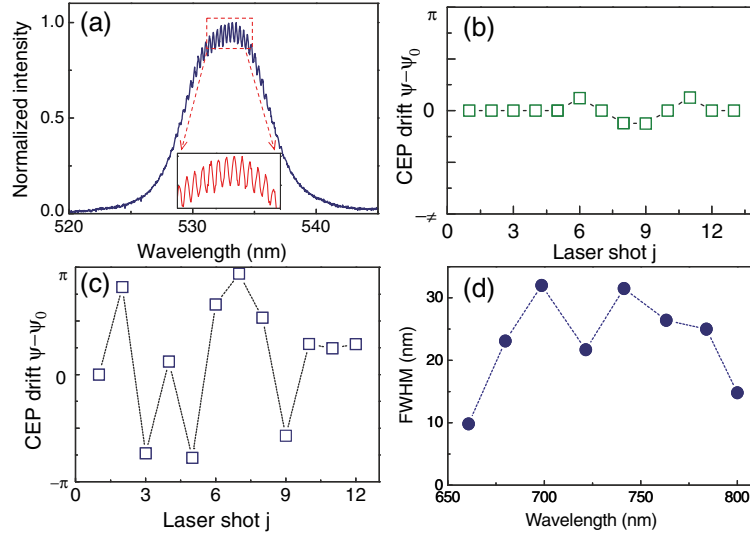 (a)
Normalized intensity
1.0
0.5
0.0
520
530
540
Wavelength (nm)
(b)
CEP drift ψ−ψ0
π
0
−≠
0
3
6
9
12
Laser shot j
(c)
CEP drift ψ−ψ0
π
0
−π
0
3
6
9
12
Laser shot j
(d)
FWHM (nm)
30
20
10
0
650
700
750
800
Wavelength (nm)